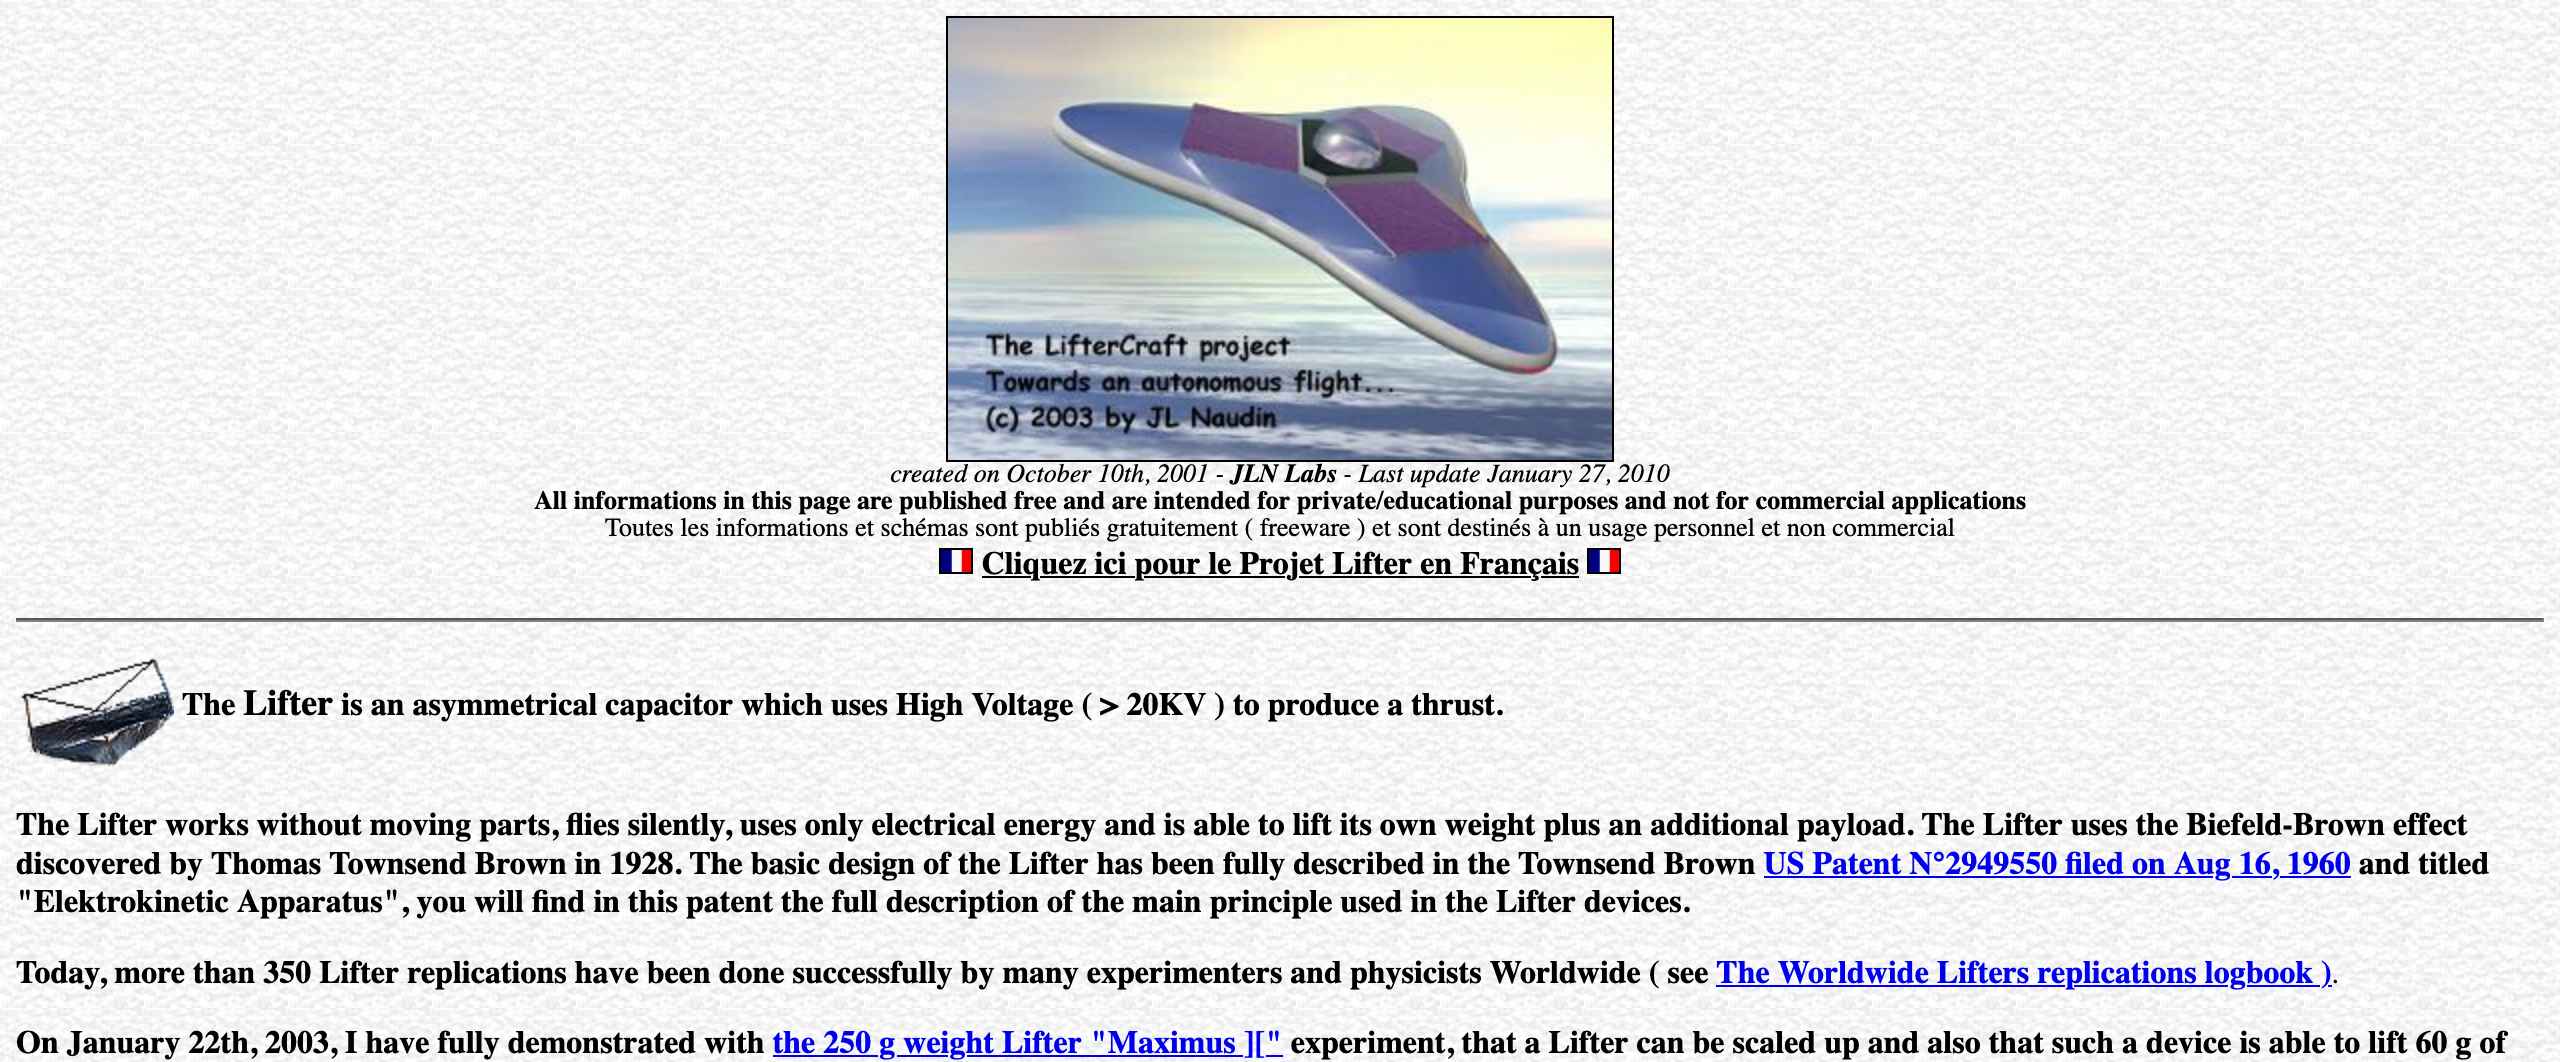 The LifterCraft project
Towards an autonomous flight...
(c) 2003 by JL Naudin
created on October 10th, 2001 - JLN Labs - Last update January 27, 2010
All informations in this page are published free and are intended for private/educational purposes and not for commercial applications
Toutes les informations et schémas sont publiés gratuitement ( freeware ) et sont destinés à un usage personnel et non commercial
Cliquez ici pour le Projet Lifter en Français
The Lifter is an asymmetrical capacitor which uses High Voltage ( > 20KV ) to produce a thrust.
The Lifter works without moving parts, flies silently, uses only electrical energy and is able to lift its own weight plus an additional payload. The Lifter uses the Biefeld-Brown effect
discovered by Thomas Townsend Brown in 1928. The basic design of the Lifter has been fully described in the Townsend Brown US Patent N°2949550 filed on Aug 16, 1960 and titled
"Elektrokinetic Apparatus", you will find in this patent the full description of the main principle used in the Lifter devices.
Today, more than 350 Lifter replications have been done successfully by many experimenters and physicists Worldwide ( see The Worldwide Lifters replications logbook ).
On January 22th, 2003, I have fully demonstrated with the 250 g weight Lifter "Maximus ][" experiment, that a Lifter can be scaled up and also that such a device is able to lift 60 g of